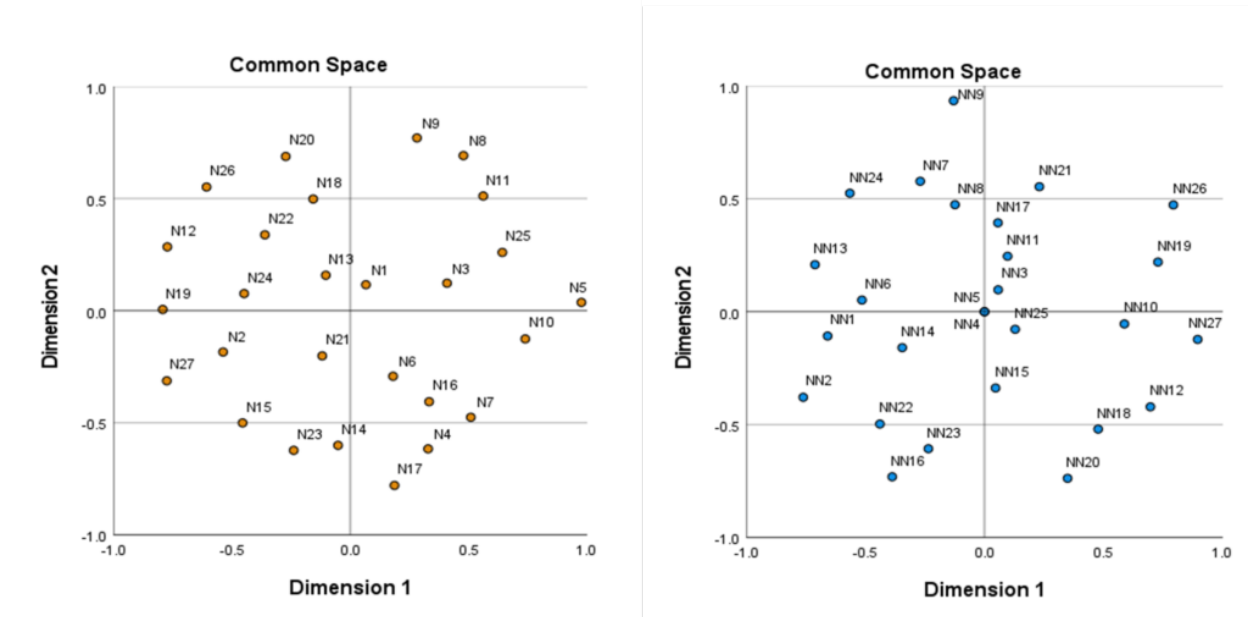 Common Space
1.0
N9
N20
N8
N26
N18
N11
0.5
N22
N12
N25
N13
N1
N3
N24
N19
N5
0.0
N10
N2
N21
N27
N6
N16
N7
N15
-0.5
N23
N14
N4
N17
-1.0
-1.0
-0.5
0.0
0.5
1.0
Dimension 1
Dimension2
Common Space
1.0
NN9
NN7
NN21
NN24
NN8
NN26
0.5
NN17
NN11
NN13
NN19
NN3
NN6
NN5
0.0
NN10
NN25
NN4
NN1
NN27
NN14
NN15
NN2
NN12
NN22
NN18
-0.5
NN23
NN16
NN20
-1.0
-1.0
-0.5
0.0
0.5
1.0
Dimension 1
Dimension2